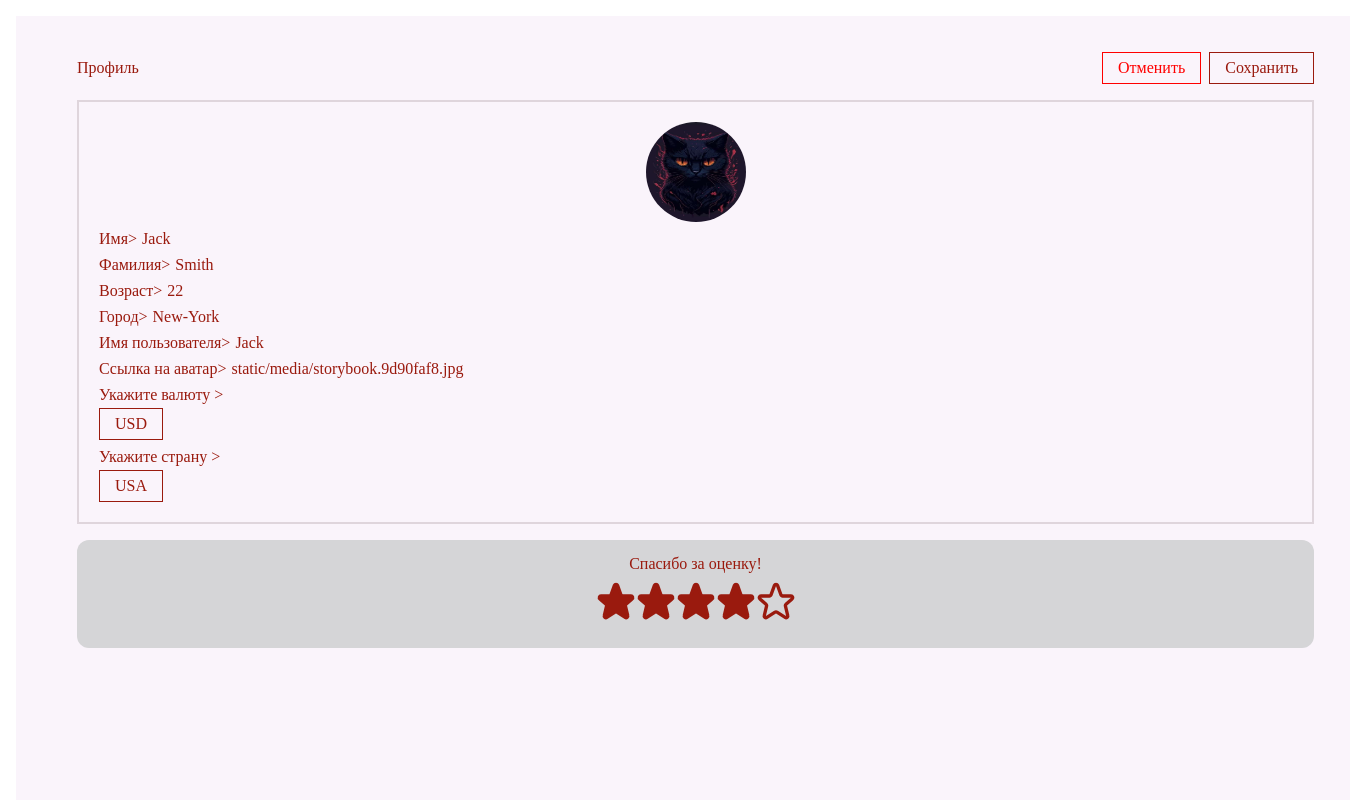 Профиль
Отменить
Сохранить
Имя> Jack
Фамилия> Smith
Возраст> 22
Город> New-York
Имя пользователя> Jack
Ссылка на аватар> static/media/storybook.9d90faf8.jpg
Укажите валюту >
USD
Укажите страну >
USA
Спасибо за оценку!